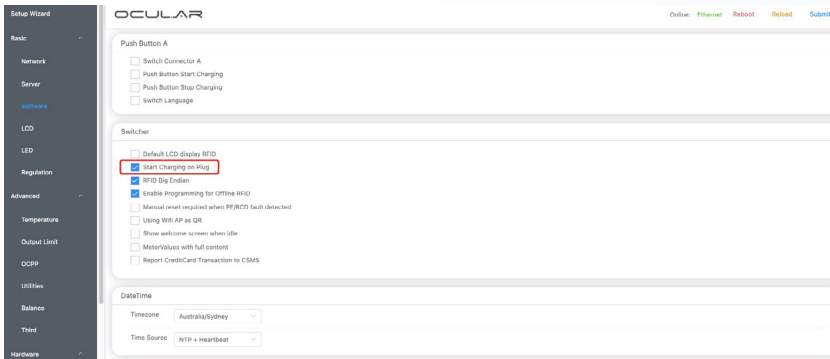 Setup Wizard
OCULAR
Online: Ethernet Reboot Reload Submit
Basic
Network
Server
Software
LCD
LED
Regulation
Advanced
Temperature
Output Limit
OCPP
Utilities
Balance
Third
Hardware
Push Button A
Switch Connector A
Push Button Start Charging
Push Button Stop Charging
Switch Language
Switcher
Default LCD display RFID
Start Charging on Plug
RFID Big Endian
Enable Programming for Offline RFID
Manual reset required when PE/RCD fault detected
Using Wifi AP as QR
Show welcome screen when idle
MeterValues with full content
Report CreditCard Transaction to CSMS
DateTime
Timezone Australia/Sydney
Time Source NTP + Heartbeat